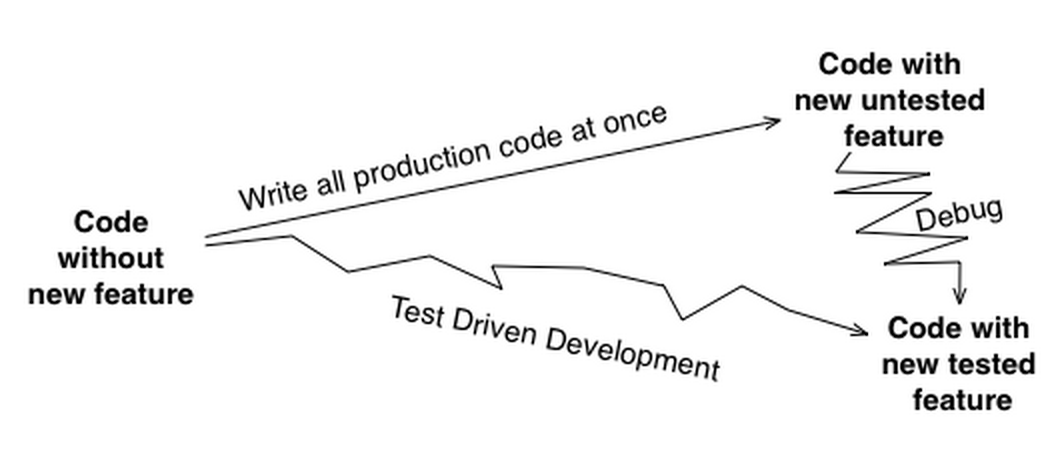 Code with
new untested
feature
Write all production code at once
Code
without
new feature
Debug
Test Driven Development
Code with
new tested
feature